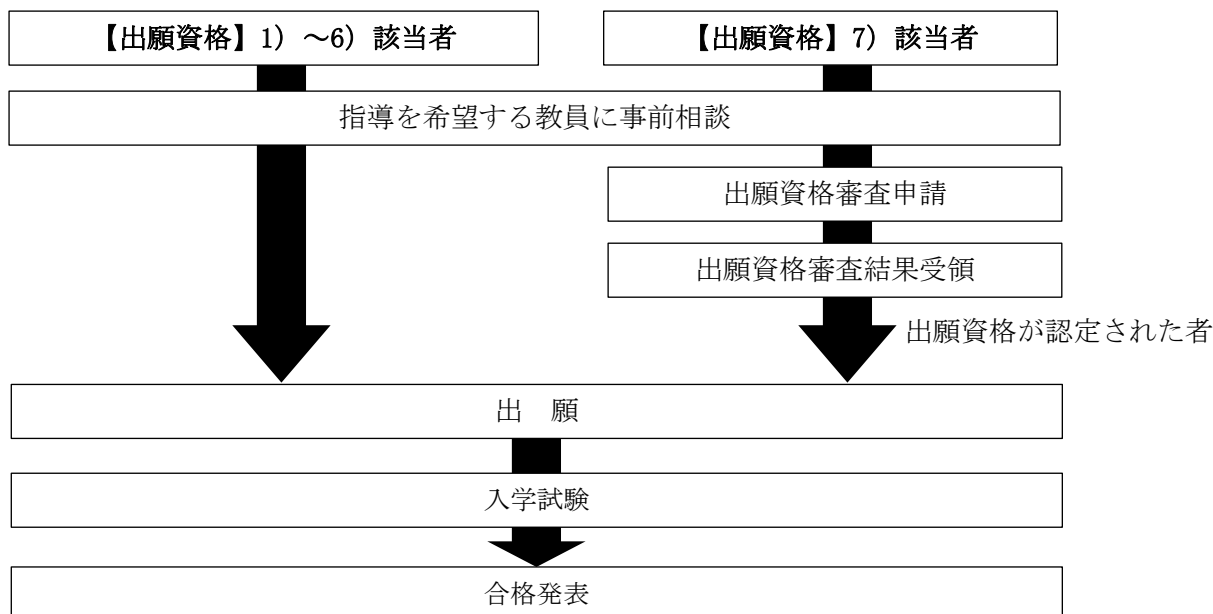 【出願資格】1）～6）該当者
【出願資格】7）該当者
指導を希望する教員に事前相談
出願資格審査申請
出願資格審査結果受領
出願資格が認定された者
出　願
入学試験
合格発表